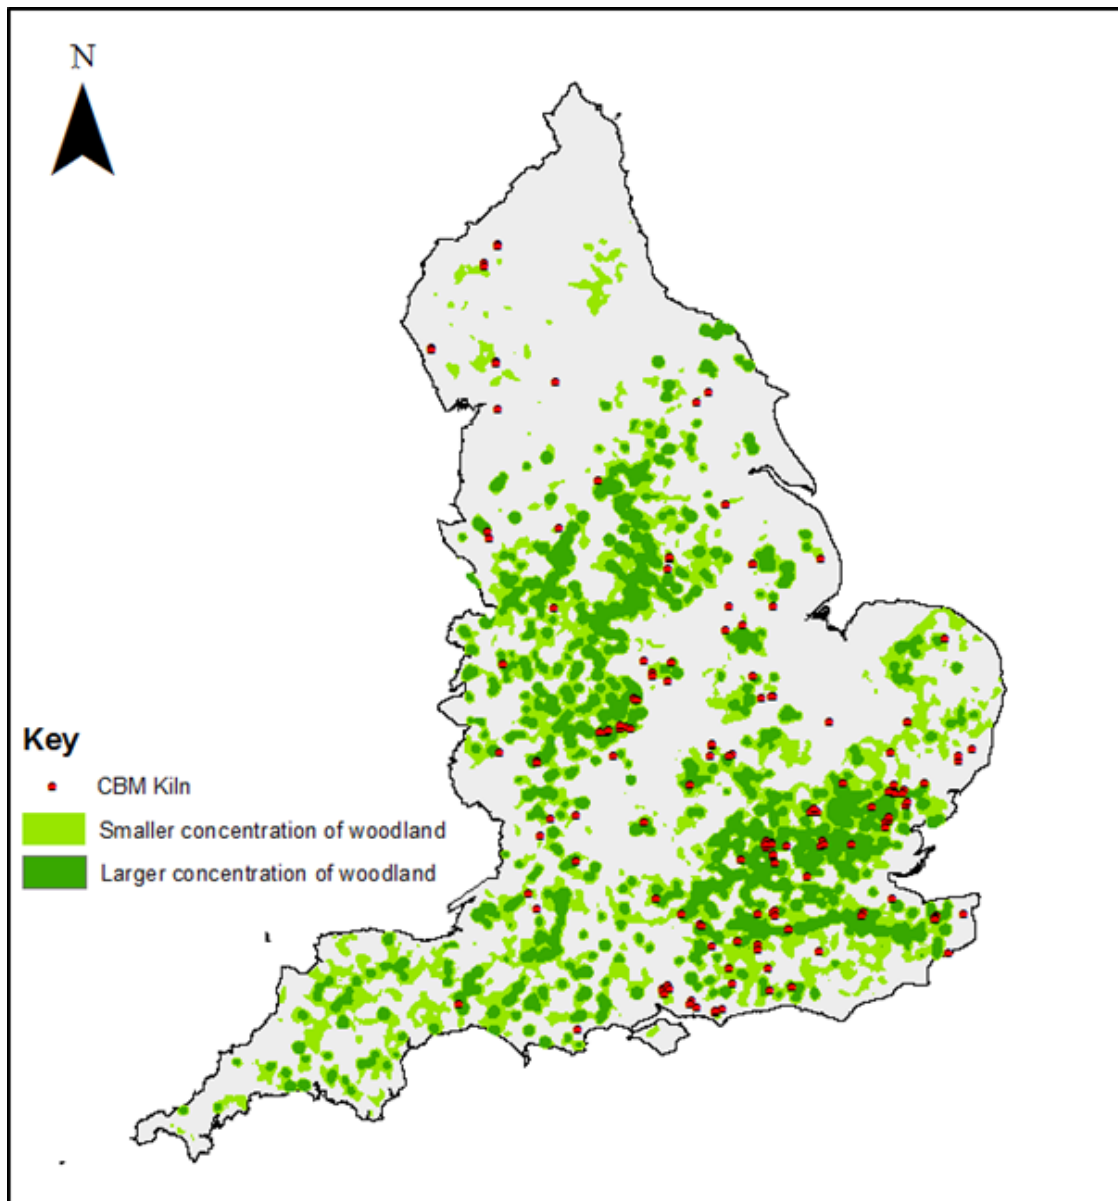 N
Key
CBM Kiln
Smaller concentration of woodland
Larger concentration of woodland